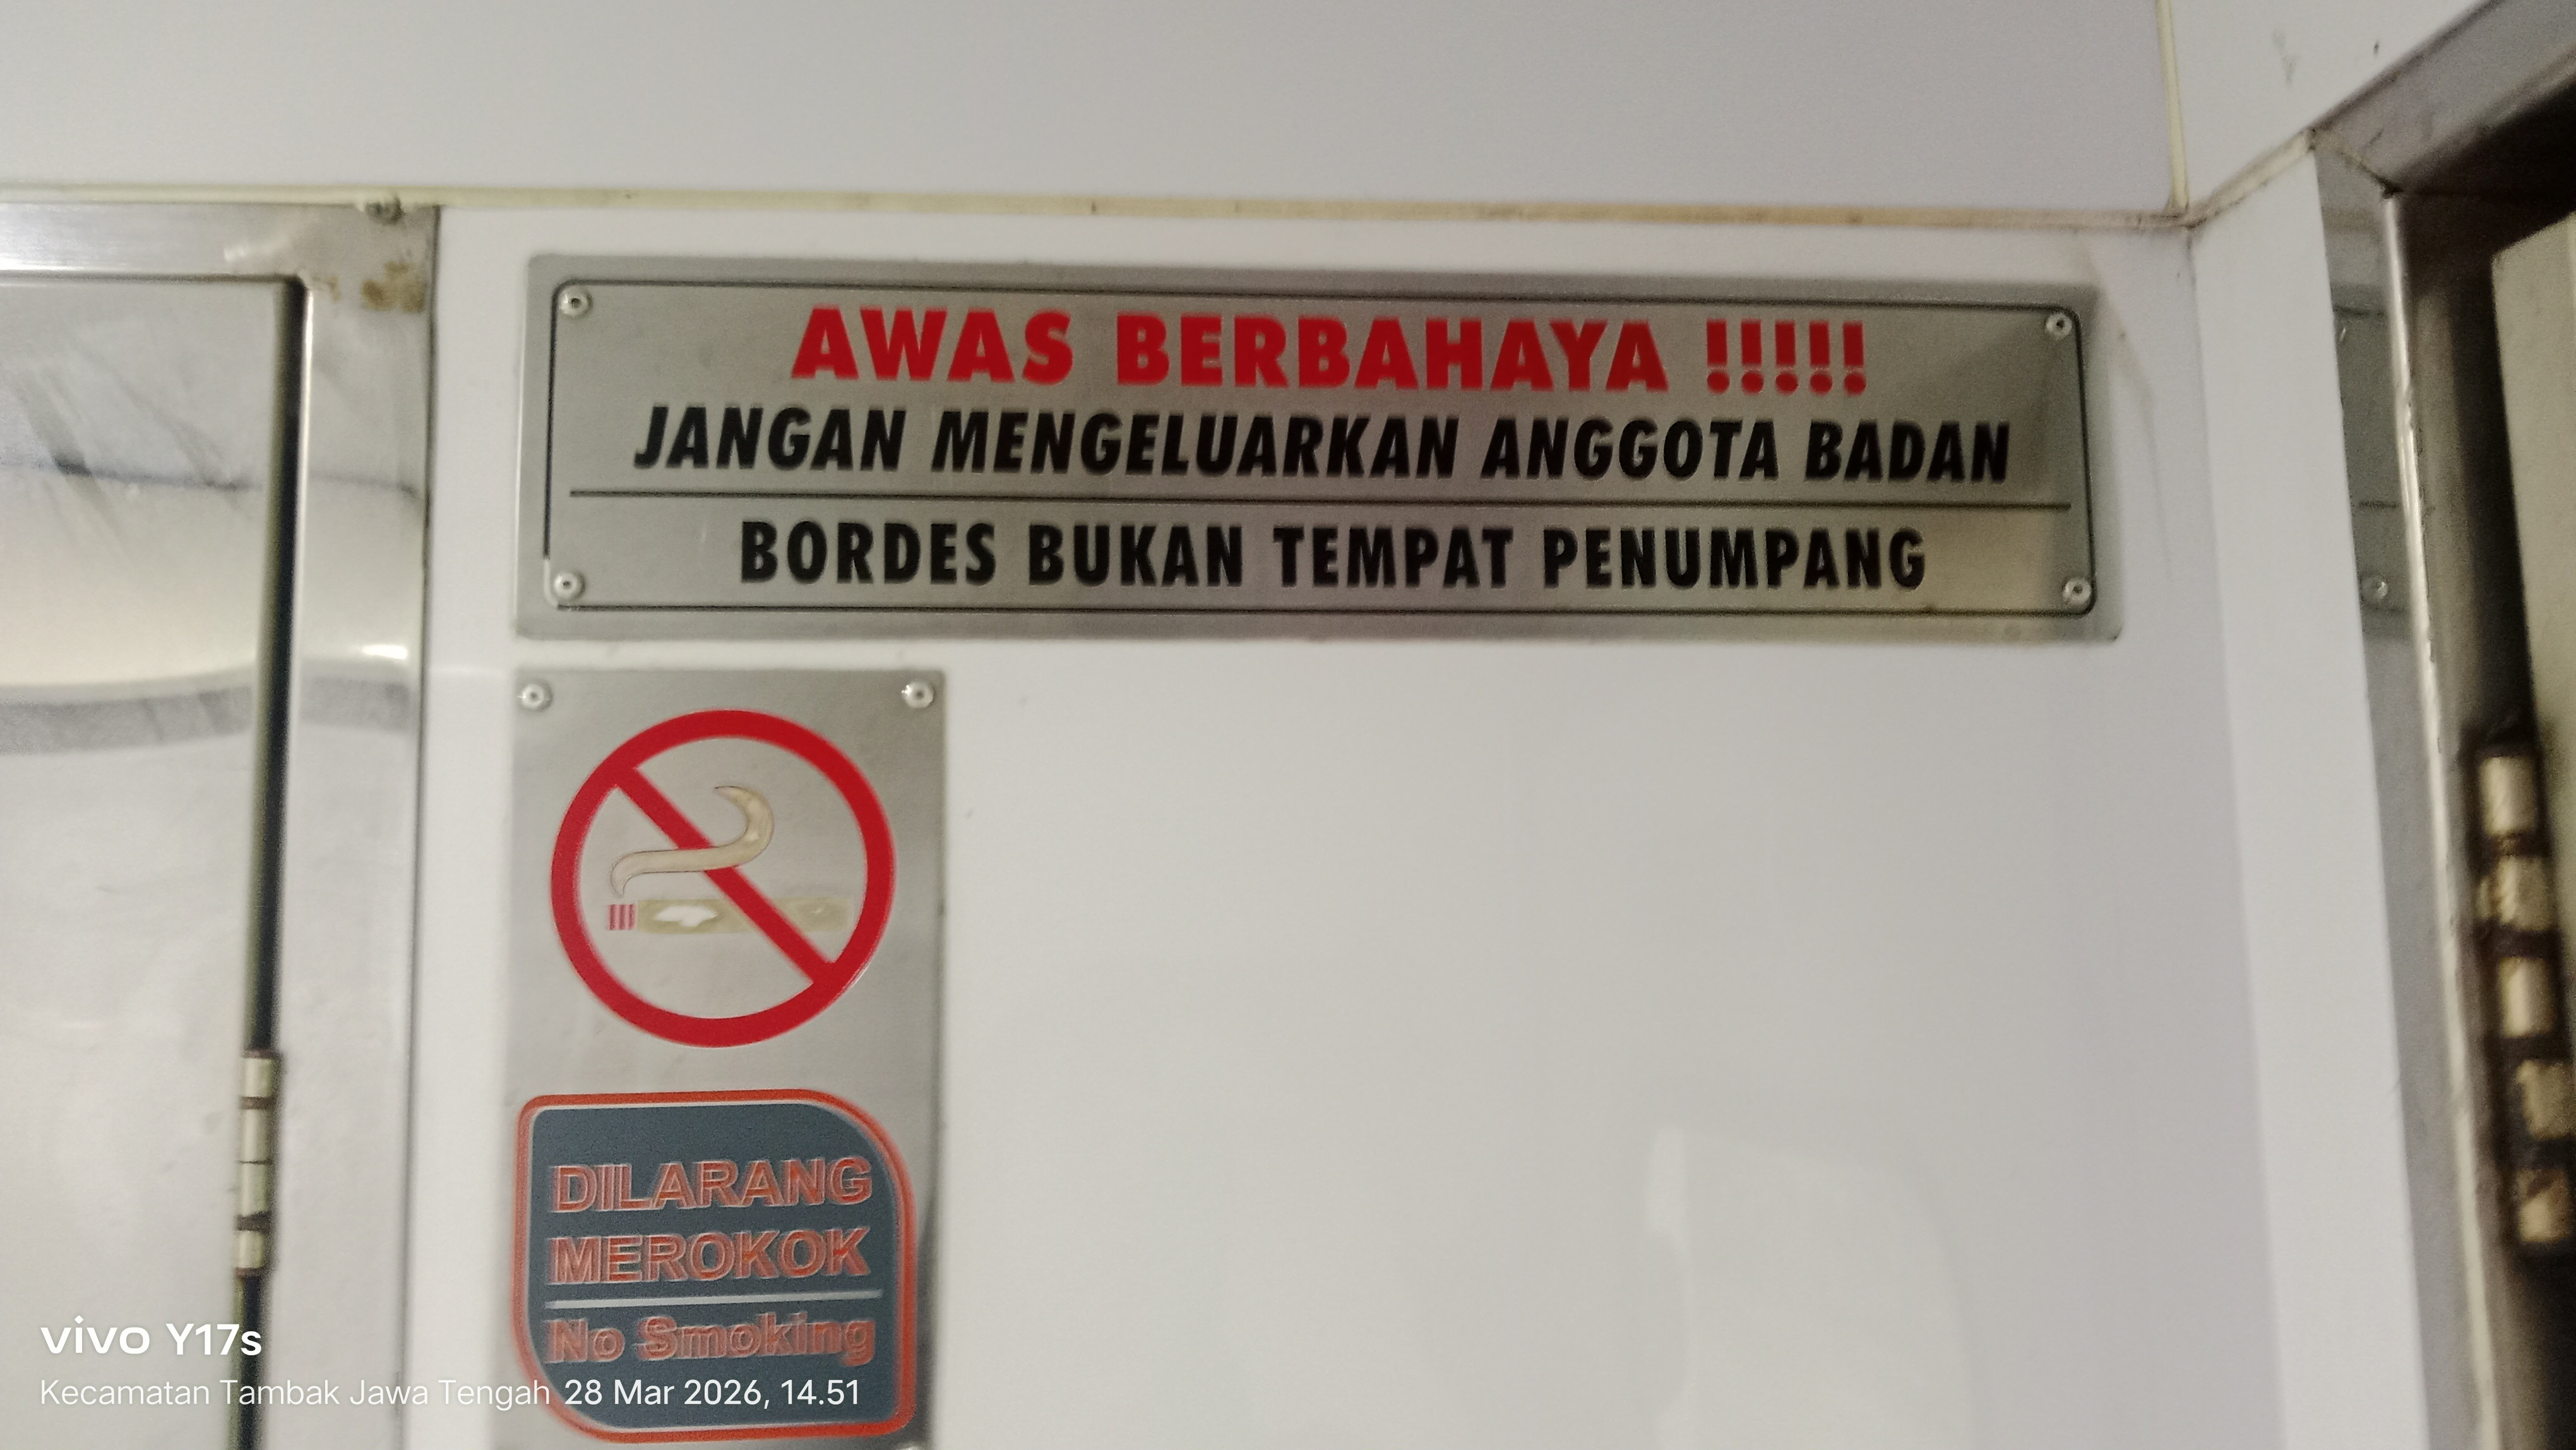 AWAS BERBAHAYA !!!!!
JANGAN MENGELUARKAN ANGGOTA BADAN
BORDES BUKAN TEMPAT PENUMPANG
DILARANG
MEROKOK
No Smoking
vivo Y17s
Kecamatan Tambak Jawa Tengah 28 Mar 2026, 14.51